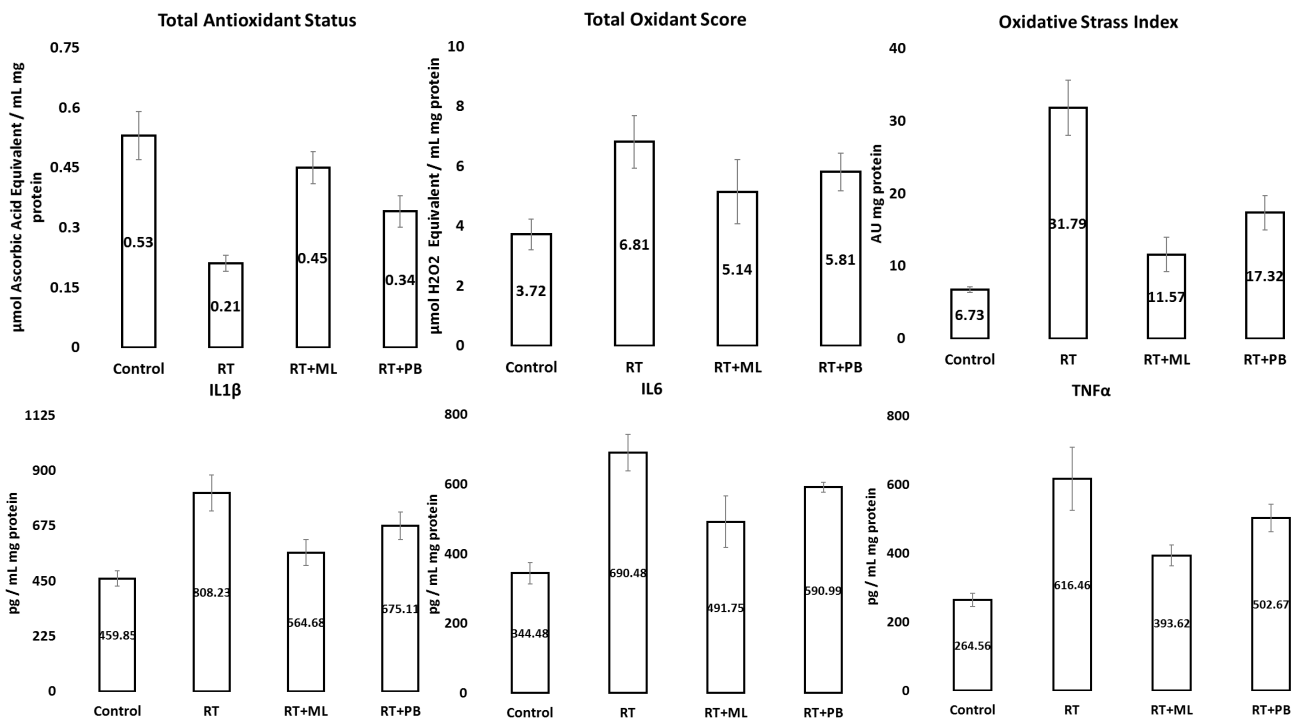 Total Antioxidant Status
µmol Ascorbic Acid Equivalent / mL mg
protein
0.75
0.6
0.45
0.3
0.15
0
0.53
0.21
0.45
0.34
Control
RT
RT+ML
RT+PB
Total Oxidant Score
µmol H2O2 Equivalent / mL mg protein
10
8
6
4
2
0
3.72
6.81
5.14
5.81
Control
RT
RT+ML
RT+PB
Oxidative Strass Index
AU mg protein
40
30
20
10
0
6.73
31.79
11.57
17.32
Control
RT
RT+ML
RT+PB
IL1β
pg / mL mg protein
1125
900
675
450
225
0
459.85
808.23
564.68
675.11
Control
RT
RT+ML
RT+PB
IL6
pg / mL mg protein
800
600
400
200
0
344.48
690.48
491.75
590.99
Control
RT
RT+ML
RT+PB
TNFα
pg / mL mg protein
800
600
400
200
0
264.56
616.46
393.62
502.67
Control
RT
RT+ML
RT+PB